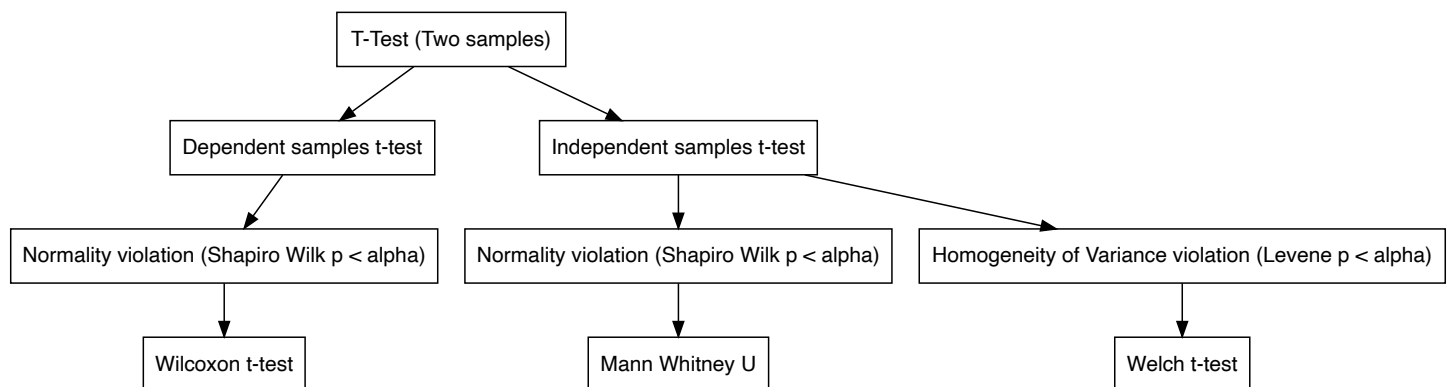 T-Test (Two samples)
Dependent samples t-test
Independent samples t-test
Normality violation (Shapiro Wilk p < alpha)
Normality violation (Shapiro Wilk p < alpha)
Homogeneity of Variance violation (Levene p < alpha)
Wilcoxon t-test
Mann Whitney U
Welch t-test